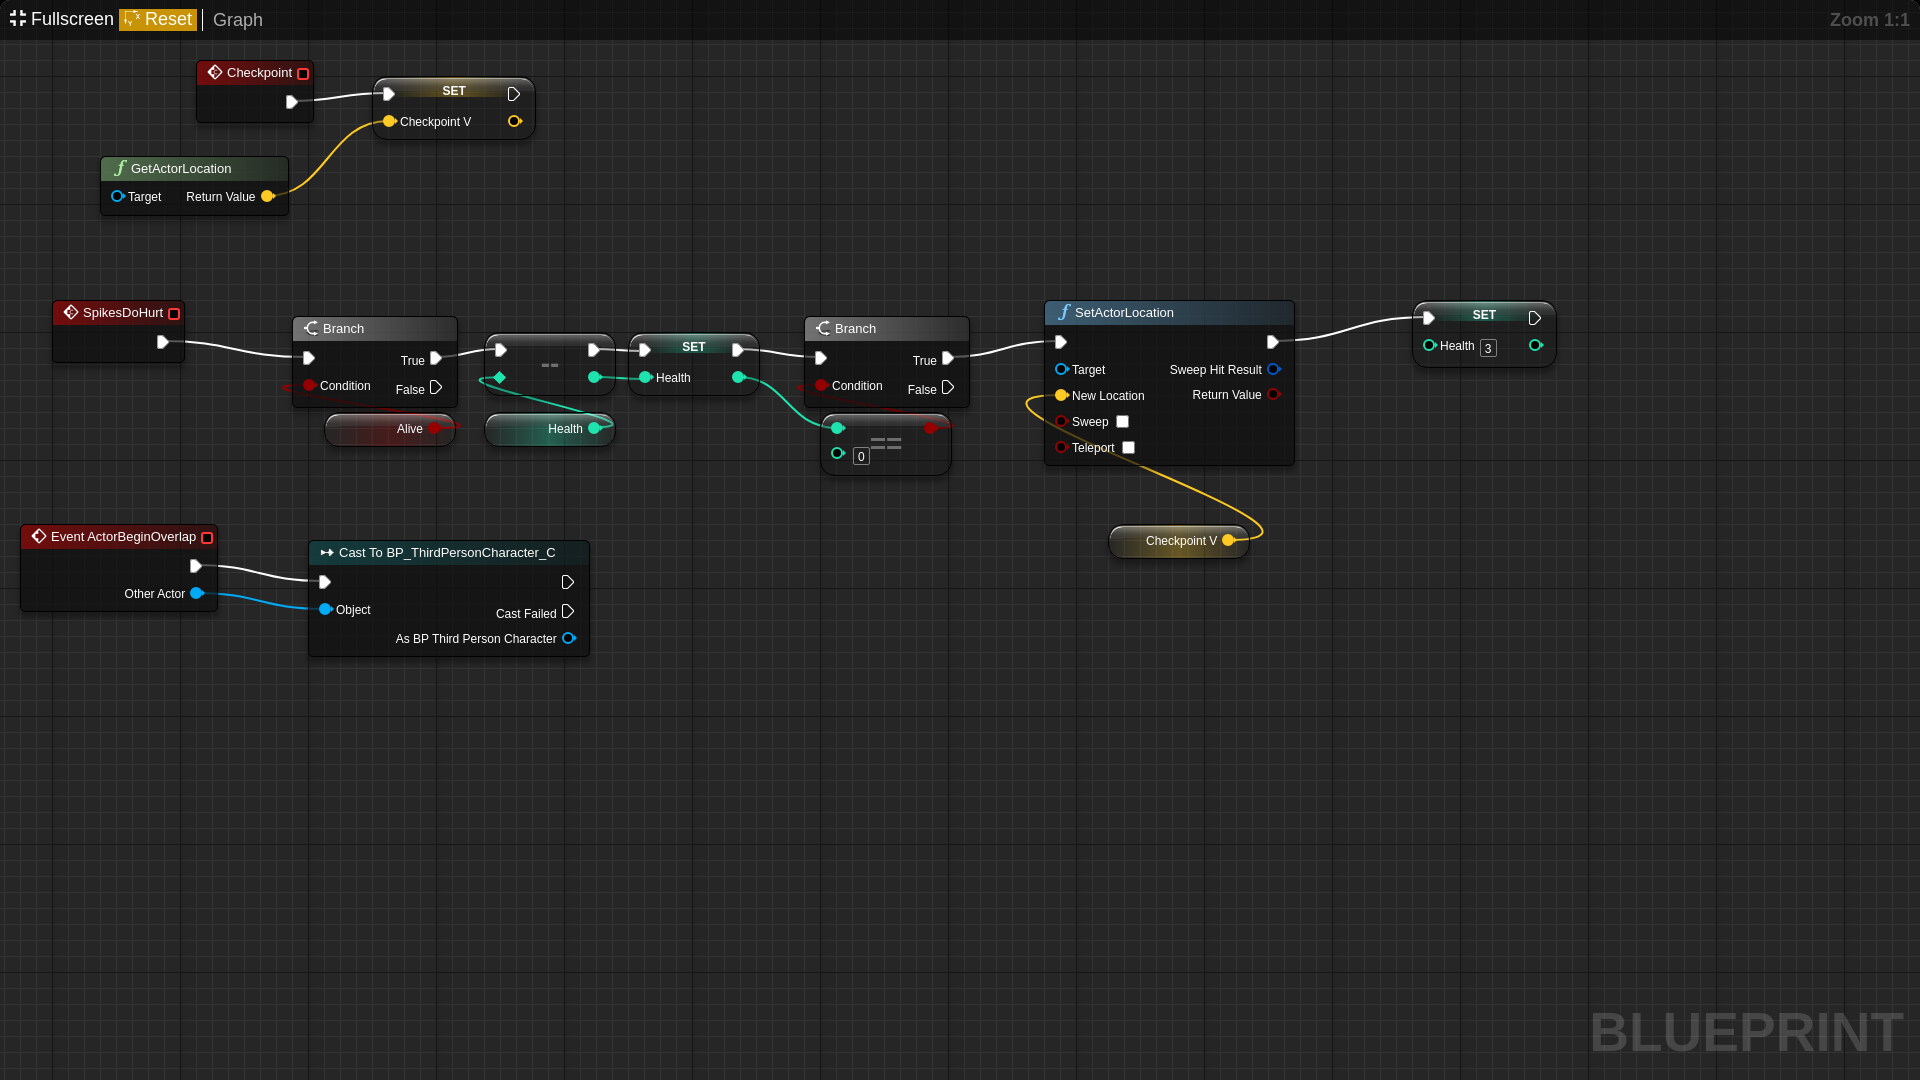 Fullscreen Reset Graph Zoom 1:1
Checkpoint
SET
Checkpoint V
GetActorLocation
Target Return Value
SpikesDoHurt
Branch
True
Condition
False
Alive
--
Health
SET
Health
Branch
True
Condition
False
==
0
SetActorLocation
Target Sweep Hit Result
New Location Return Value
Sweep
Teleport
Checkpoint V
SET
Health 3
Event ActorBeginOverlap
Other Actor
Cast To BP_ThirdPersonCharacter_C
Object
Cast Failed
As BP Third Person Character
BLUEPRINT